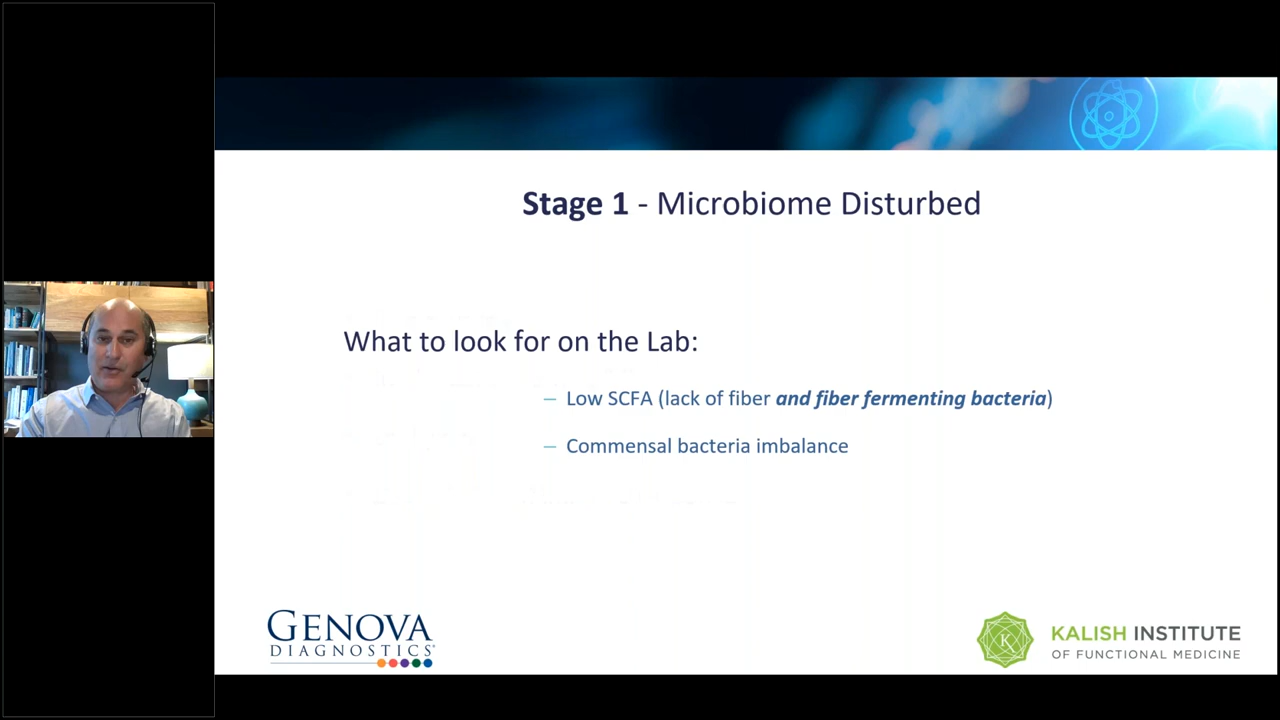 Stage 1 - Microbiome Disturbed
What to look for on the Lab:
– Low SCFA (lack of fiber and fiber fermenting bacteria)
– Commensal bacteria imbalance
GENOVA
DIAGNOSTICS
K
KALISH INSTITUTE
OF FUNCTIONAL MEDICINE